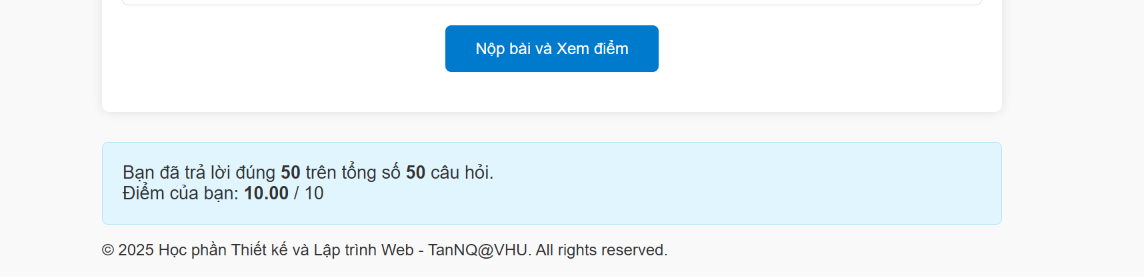 Nộp bài và Xem điểm
Bạn đã trả lời đúng 50 trên tổng số 50 câu hỏi.
Điểm của bạn: 10.00 / 10
© 2025 Học phần Thiết kế và Lập trình Web - TanNQ@VHU. All rights reserved.